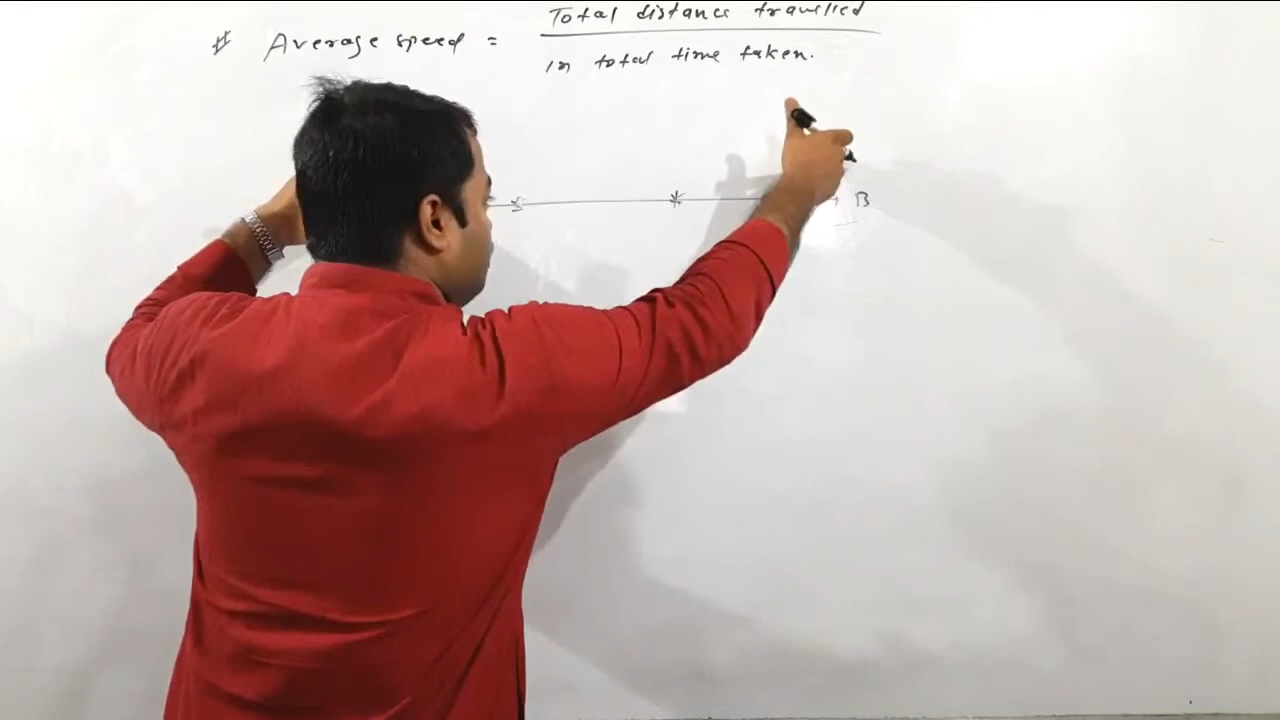 # Average speed = Total distance travelled
in total time taken.
B